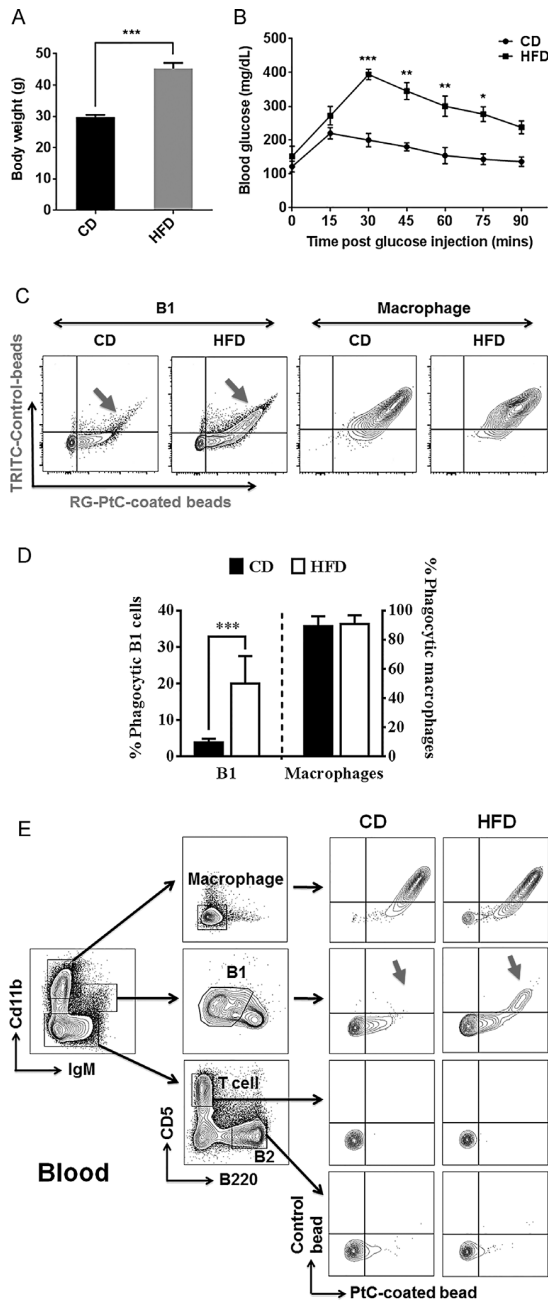 A
***
Body weight (g)
50
40
30
20
10
0
CD
HFD
B
CD
HFD
Blood glucose (mg/dL)
500
400
300
200
100
0
***
**
**
*
0 15 30 45 60 75 90
Time post glucose injection (mins)
C
B1
Macrophage
CD
HFD
CD
HFD
TRITC-Control-beads
RG-PtC-coated beads
D
CD
HFD
% Phagocytic B1 cells
40
30
20
10
0
***
100
80
60
40
20
0
% Phagocytic macrophages
B1
Macrophages
E
CD
HFD
Macrophage
B1
Cd11b
IgM
T cell
CD5
B2
B220
Blood
Control bead
PtC-coated bead